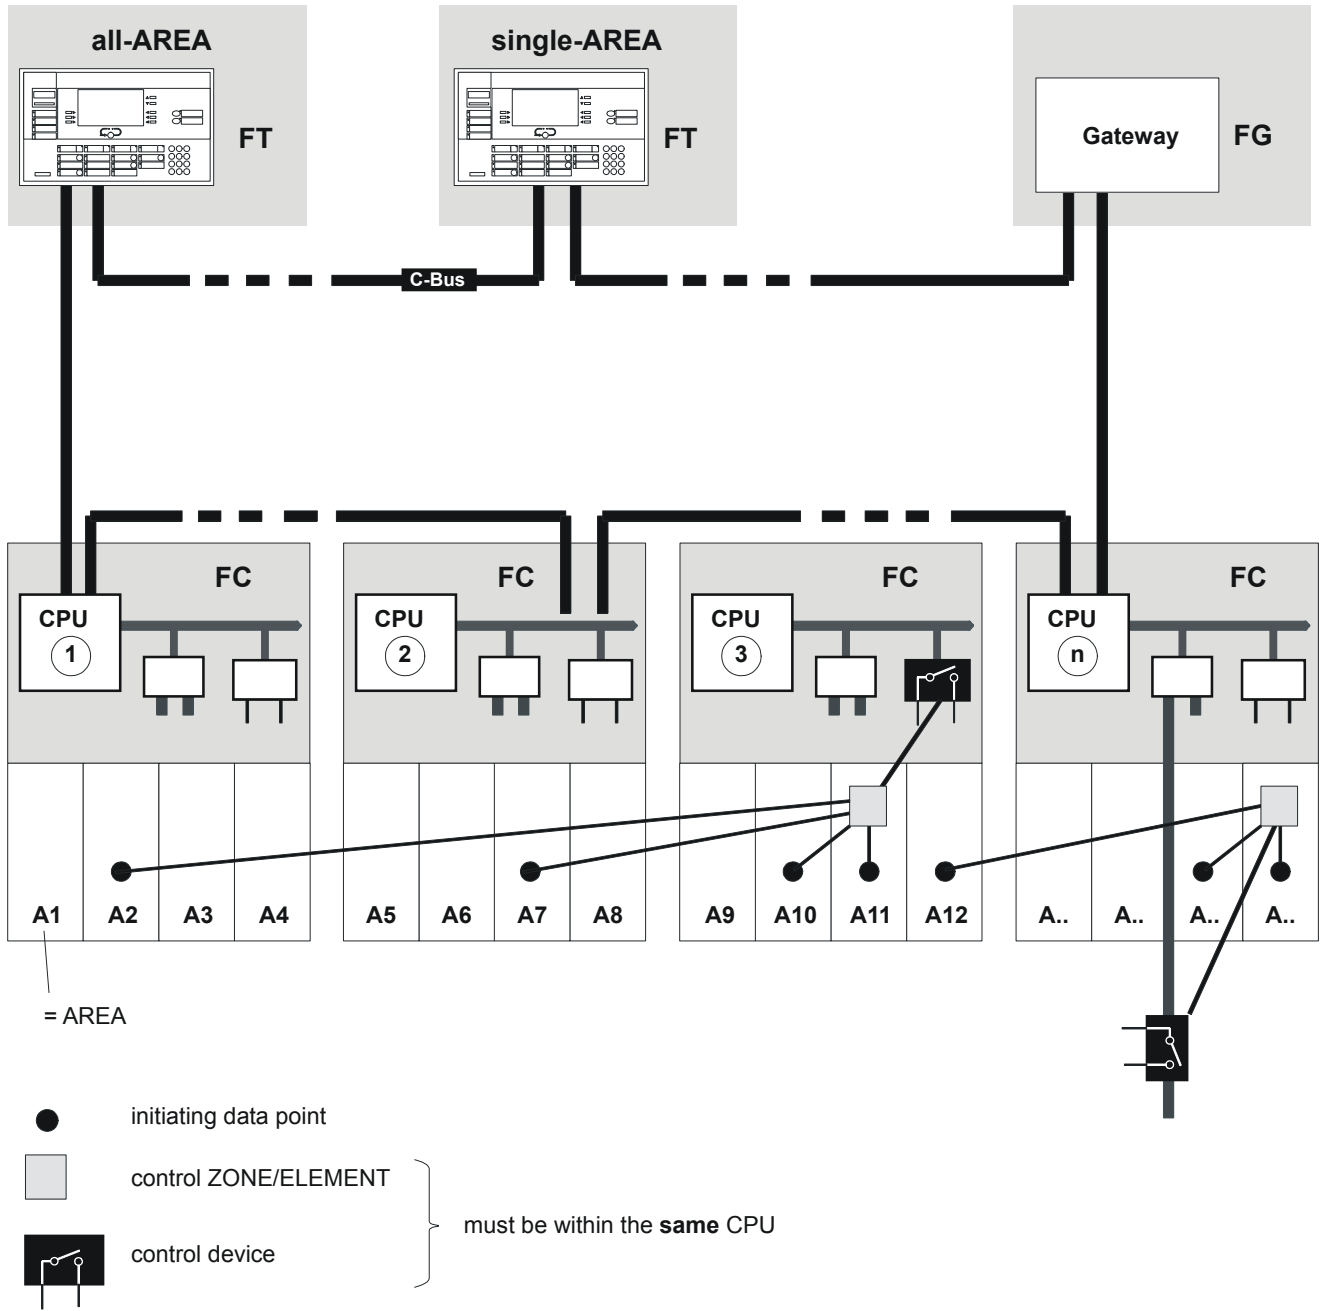 all-AREA
single-AREA
FT
FT
Gateway
FG
C-Bus
FC
FC
FC
FC
CPU
1
CPU
2
CPU
3
CPU
n
A1
A2
A3
A4
A5
A6
A7
A8
A9
A10
A11
A12
A..
A..
A..
A..
= AREA
initiating data point
control ZONE/ELEMENT
must be within the same CPU
control device